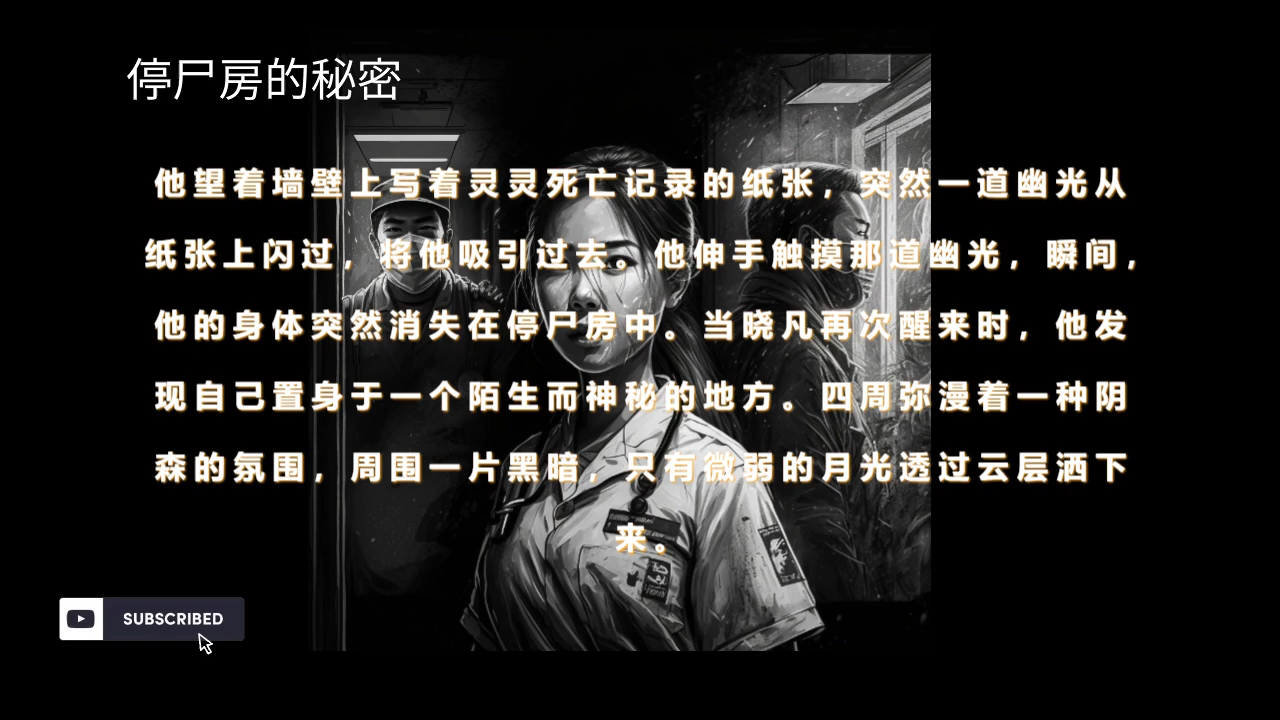 停尸房的秘密
他望着墙壁上写着灵灵死亡记录的纸张，突然一道幽光从
纸张上闪过，将他吸引过去。他伸手触摸那道幽光，瞬间，
他的身体突然消失在停尸房中。当晓凡再次醒来时，他发
现自己置身于一个陌生而神秘的地方。四周弥漫着一种阴
森的氛围，周围一片黑暗，只有微弱的月光透过云层洒下
来。
SUBSCRIBED